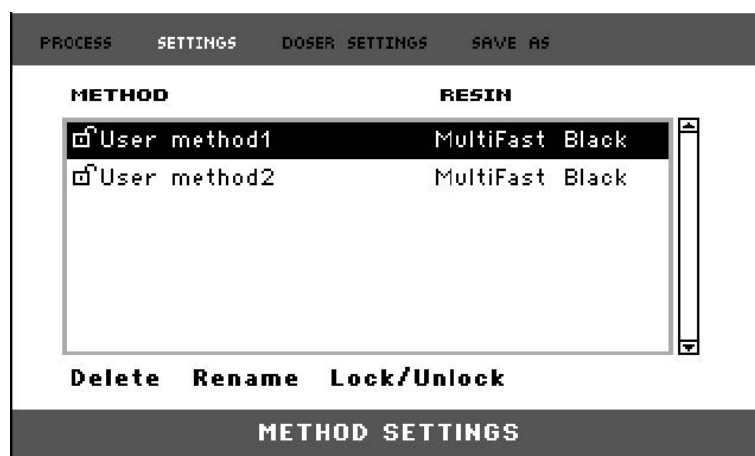 PROCESS SETTINGS DOSER SETTINGS SAVE AS
METHOD RESIN
User method1 MultiFast Black
User method2 MultiFast Black
Delete Rename Lock/Unlock
METHOD SETTINGS